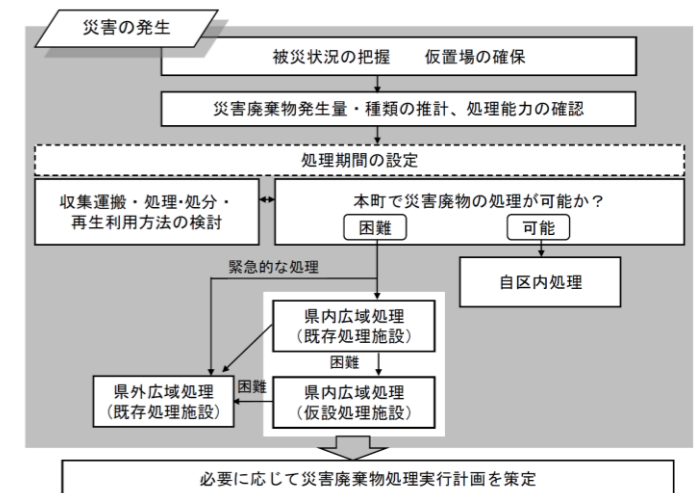 災害の発生
被災状況の把握　　仮置場の確保
災害廃棄物発生量・種類の推計、処理能力の確認
処理期間の設定
収集運搬・処理・処分・
再生利用方法の検討
本町で災害廃物の処理が可能か？
困難
可能
緊急的な処理
自区内処理
県内広域処理
（既存処理施設）
困難
県外広域処理
（既存処理施設）
困難
県内広域処理
（仮設処理施設）
必要に応じて災害廃棄物処理実行計画を策定